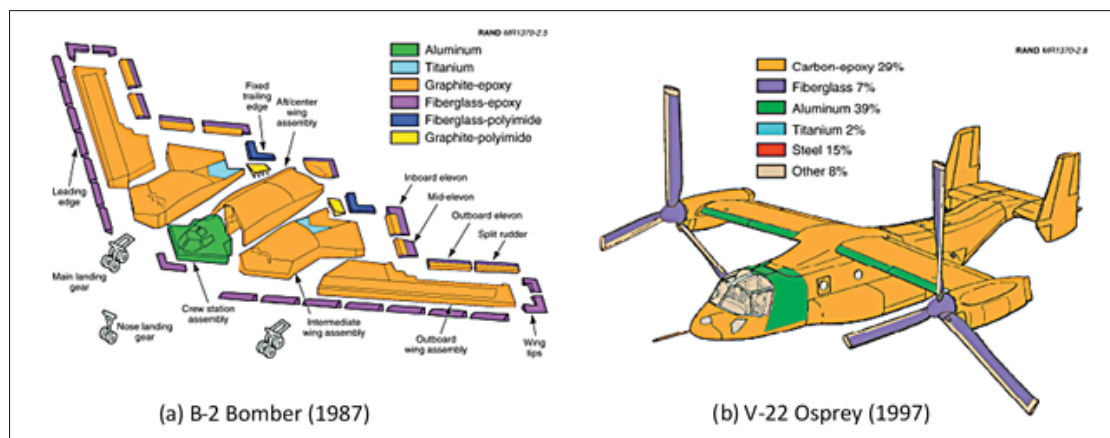 RAND MR1370-2.5
Aluminum
Titanium
Graphite-epoxy
Fiberglass-epoxy
Fiberglass-polyimide
Graphite-polyimide
Fixed
trailing
edge
Aft/center
wing
assembly
Leading
edge
Inboard elevon
Mid-elevon
Outboard elevon
Split rudder
Main landing
gear
Nose landing
gear
Crew station
assembly
Intermediate
wing assembly
Outboard
wing assembly
Wing
tips
(a) B-2 Bomber (1987)
RAND MR1370-2.6
Carbon-epoxy 29%
Fiberglass 7%
Aluminum 39%
Titanium 2%
Steel 15%
Other 8%
(b) V-22 Osprey (1997)